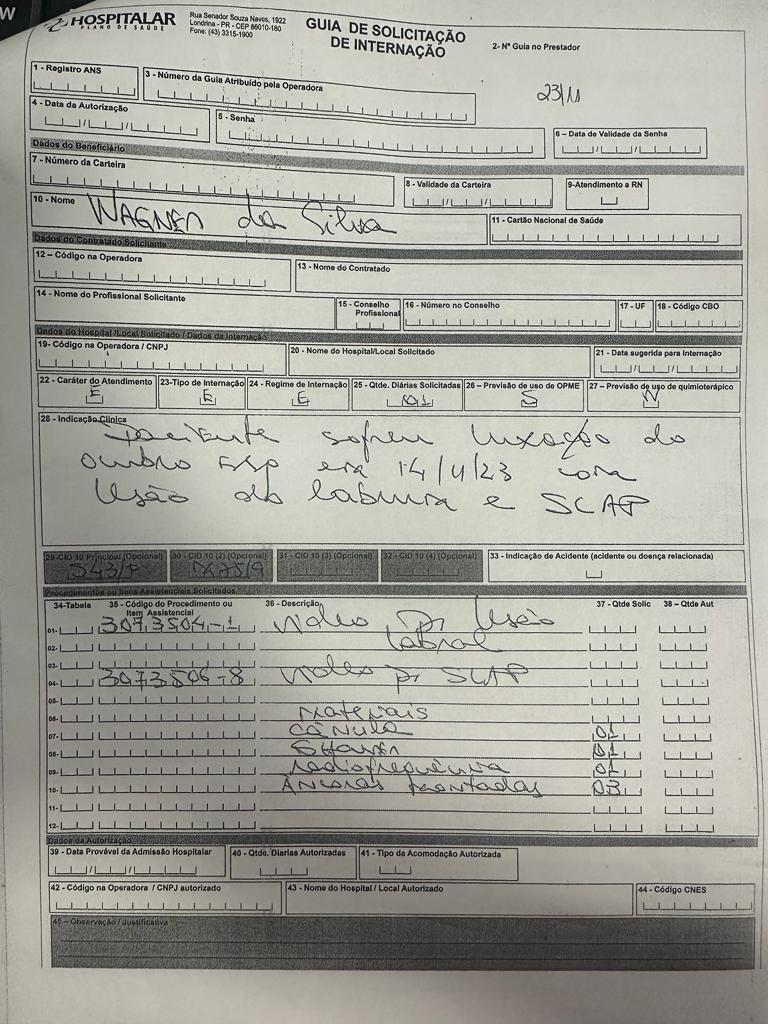 W
HOSPITALAR
PLANO DE SAÚDE
Rua Senador Souza Naves, 1922
Londrina - PR - CEP 86010-160
Fone: (43) 3315-1900
GUIA DE SOLICITAÇÃO
DE INTERNAÇÃO
2- Nº Guia no Prestador
23/11
1 - Registro ANS
3 - Número da Guia Atribuído pela Operadora
4 - Data da Autorização
5 - Senha
6 – Data de Validade da Senha
Dados do Beneficiário
7 - Número da Carteira
8 - Validade da Carteira
9-Atendimento a RN
10 - Nome
WAGNER da Silva
11 - Cartão Nacional de Saúde
Dados do Contratado Solicitante
12 – Código na Operadora
13 - Nome do Contratado
14 - Nome do Profissional Solicitante
15 - Conselho
Profissional
16 - Número no Conselho
17 - UF
18 - Código CBO
Dados do Hospital /Local Solicitado / Dados da Internação
19- Código na Operadora / CNPJ
20 - Nome do Hospital/Local Solicitado
21 - Data sugerida para Internação
22 - Caráter do Atendimento
E
23-Tipo de Internação
E
24 - Regime de Internação
E
25 - Qtde. Diárias Solicitadas
01
26 – Previsão de uso de OPME
S
27 – Previsão de uso de quimioterápico
N
28 - Indicação Clínica
Paciente sofreu luxação do
ombro esp em 14/11/23 com
lesão do labrum e SLAP
29-CID 10 Principal (Opcional)
30 - CID 10 (2) (Opcional)
31 - CID 10 (3) (Opcional)
32 - CID 10 (4) (Opcional)
33 - Indicação de Acidente (acidente ou doença relacionada)
Procedimentos ou Itens Assistenciais Solicitados
34-Tabela
35 - Código do Procedimento ou
Item Assistencial
36 - Descrição
37 - Qtde Solic
38 – Qtde Aut
01- 3073504-1 Video p/ lesão
02- labral
03-
04- 3073506-8 Video p/ SLAP
05-
06- Materiais
07- Cânula 01
08- Shaver 01
09- Radiofrequência 01
10- Âncoras montadas 03
11-
12-
Dados da Autorização
39 - Data Provável da Admissão Hospitalar
40 - Qtde. Diarias Autorizadas
41 - Tipo da Acomodação Autorizada
42 - Código na Operadora / CNPJ autorizado
43 - Nome do Hospital / Local Autorizado
44 - Código CNES
45 – Observação / Justificativa